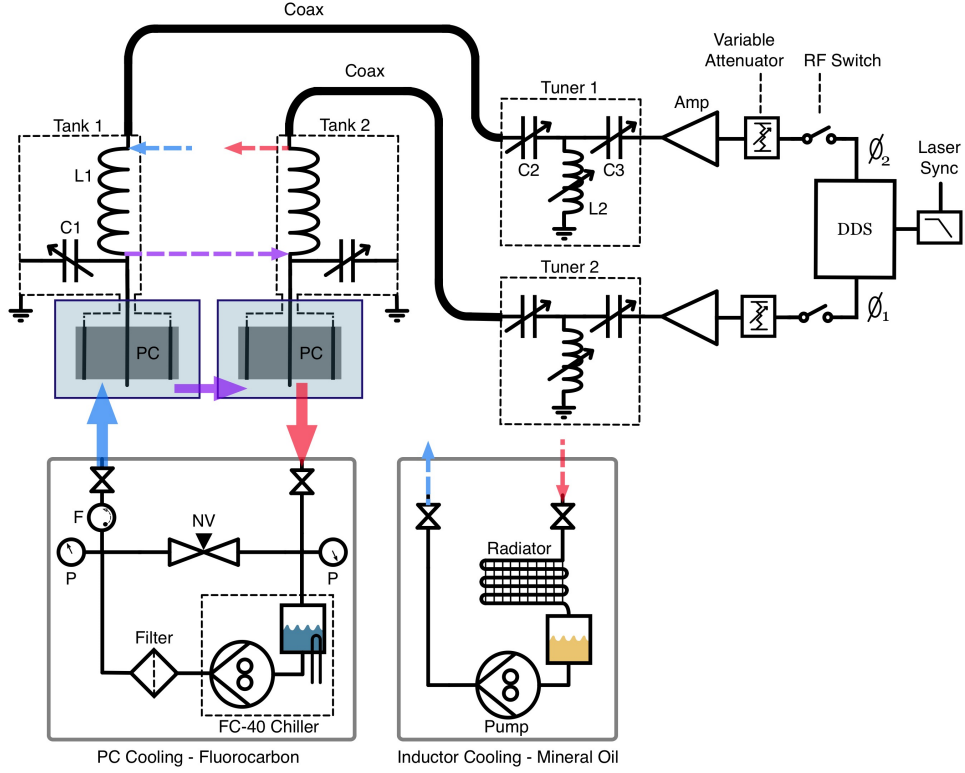 Coax
Coax
Variable
Attenuator
RF Switch
Tuner 1
Amp
Tank 1
Tank 2
Laser
Sync
L1
C2
C3
L2
C1
Ø2
DDS
Tuner 2
Ø1
PC
PC
F
NV
P
P
Radiator
Filter
FC-40 Chiller
Pump
PC Cooling - Fluorocarbon
Inductor Cooling - Mineral Oil